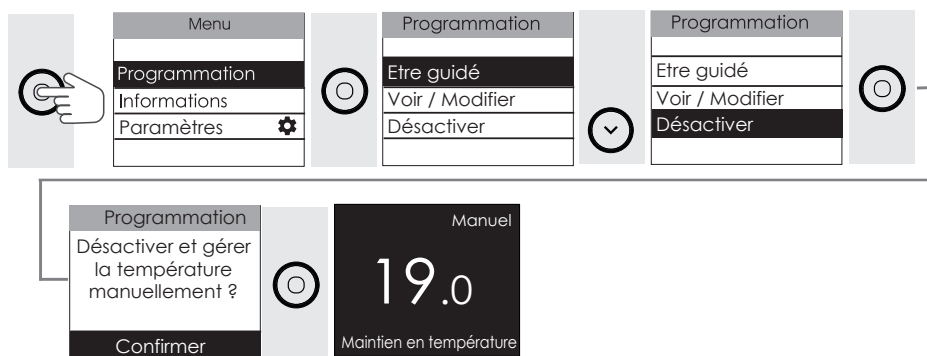 Menu
Programmation
Informations
Paramètres
Programmation
Etre guidé
Voir / Modifier
Désactiver
Programmation
Etre guidé
Voir / Modifier
Désactiver
Programmation
Désactiver et gérer
la température
manuellement ?
Confirmer
Manuel
19.0
Maintien en température